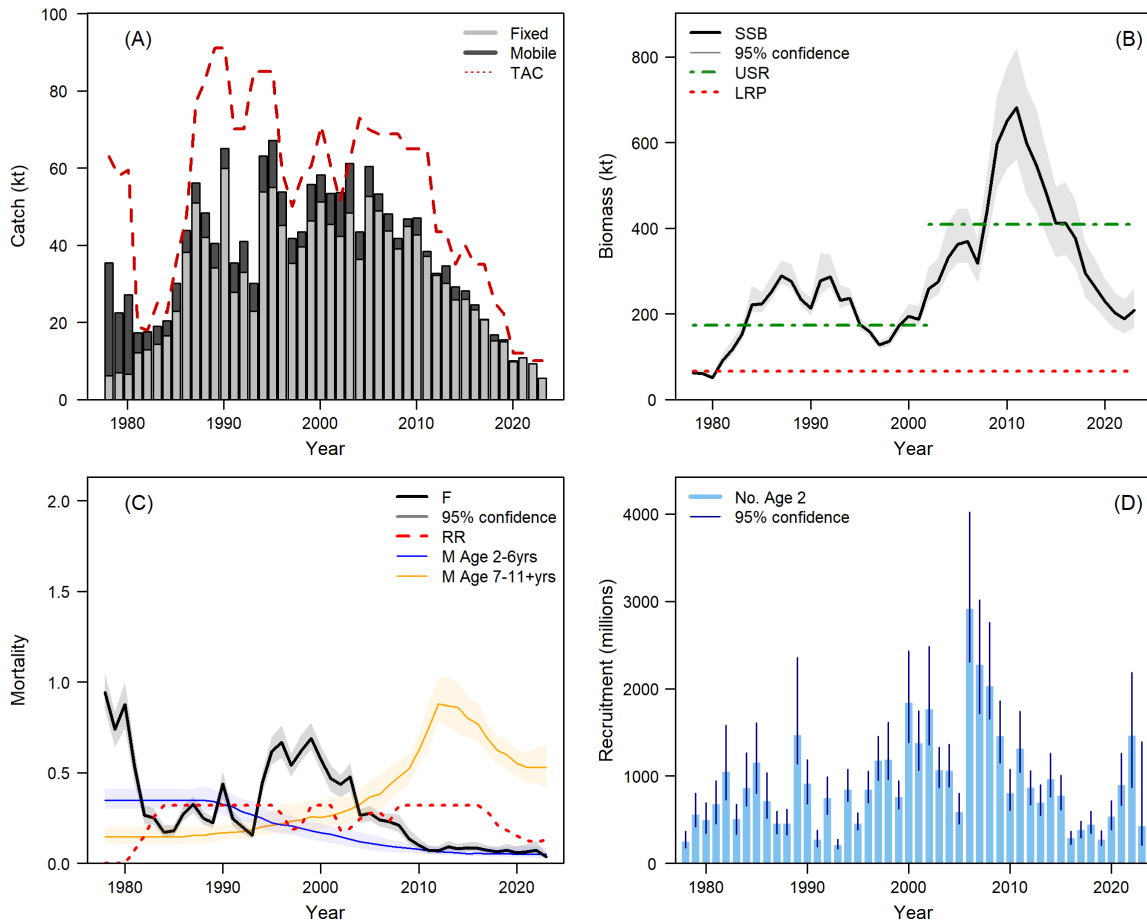 (A)
Fixed
Mobile
TAC
100
80
60
40
20
0
Catch (kt)
1980
1990
2000
2010
2020
Year
(B)
SSB
95% confidence
USR
LRP
800
600
400
200
0
Biomass (kt)
1980
1990
2000
2010
2020
Year
(C)
F
95% confidence
RR
M Age 2-6yrs
M Age 7-11+yrs
2.0
1.5
1.0
0.5
0.0
Mortality
1980
1990
2000
2010
2020
Year
(D)
No. Age 2
95% confidence
4000
3000
2000
1000
0
Recruitment (millions)
1980
1990
2000
2010
2020
Year